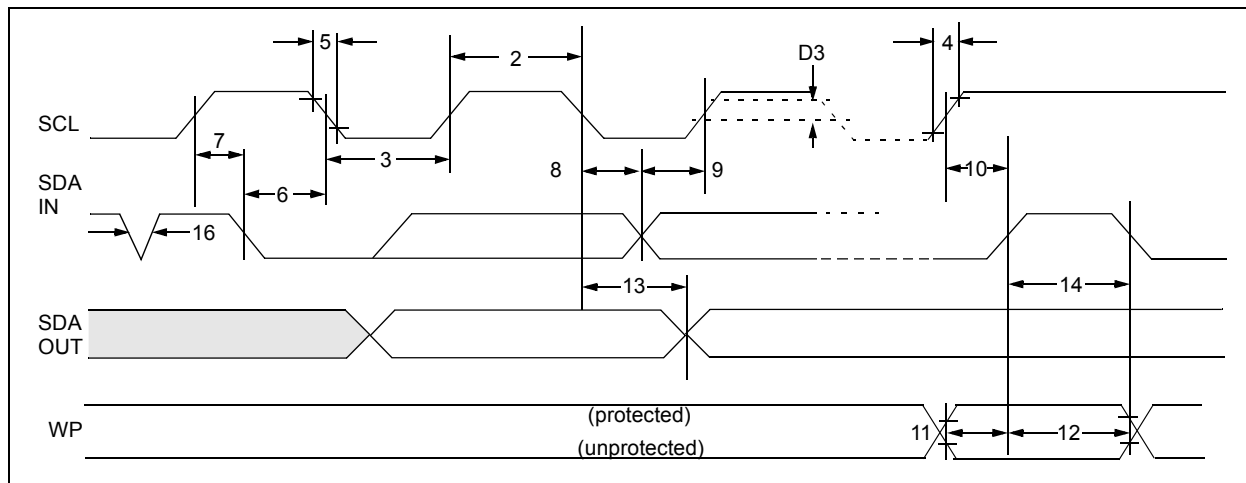 5
2
D3
4
SCL
7
3
8
9
10
SDA
IN
6
16
13
14
SDA
OUT
WP
(protected)
(unprotected)
11
12